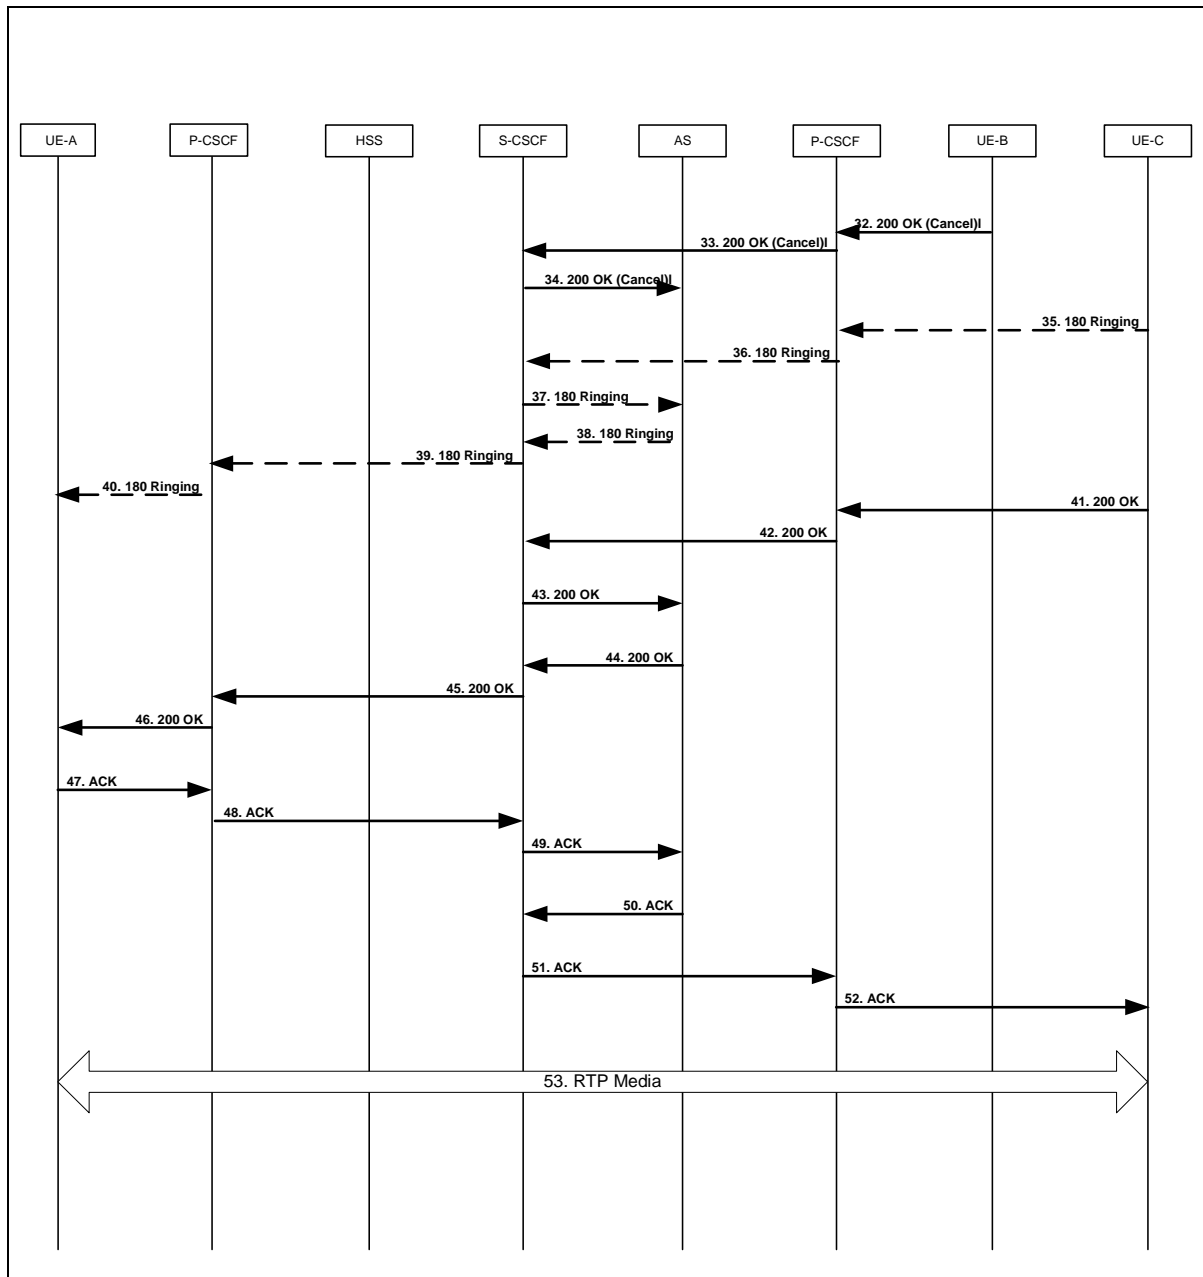 UE-A
P-CSCF
HSS
S-CSCF
AS
P-CSCF
UE-B
UE-C
32. 200 OK (Cancel)l
33. 200 OK (Cancel)l
34. 200 OK (Cancel)l
35. 180 Ringing
36. 180 Ringing
37. 180 Ringing
38. 180 Ringing
39. 180 Ringing
40. 180 Ringing
41. 200 OK
42. 200 OK
43. 200 OK
44. 200 OK
45. 200 OK
46. 200 OK
47. ACK
48. ACK
49. ACK
50. ACK
51. ACK
52. ACK
53. RTP Media